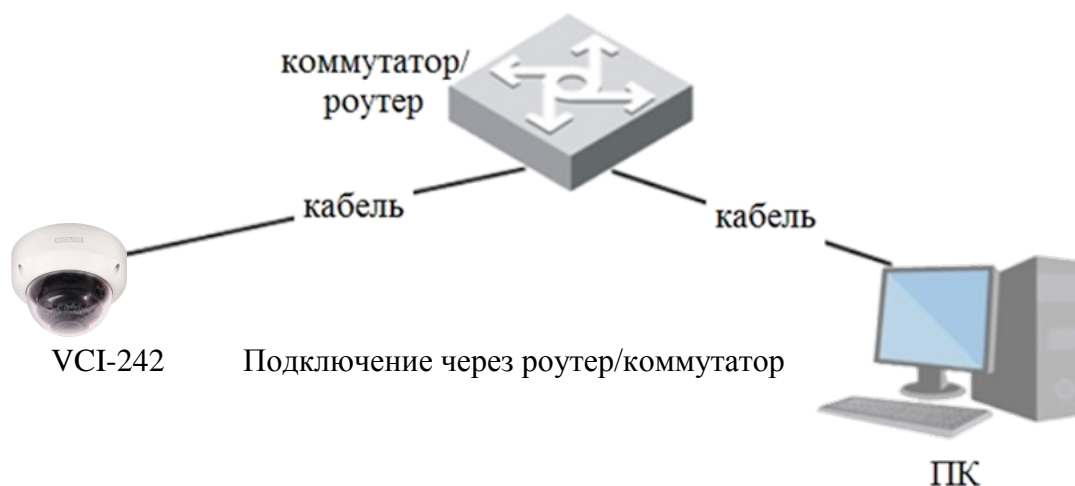 коммутатор/
роутер
кабель
кабель
VCI-242
Подключение через роутер/коммутатор
ПК